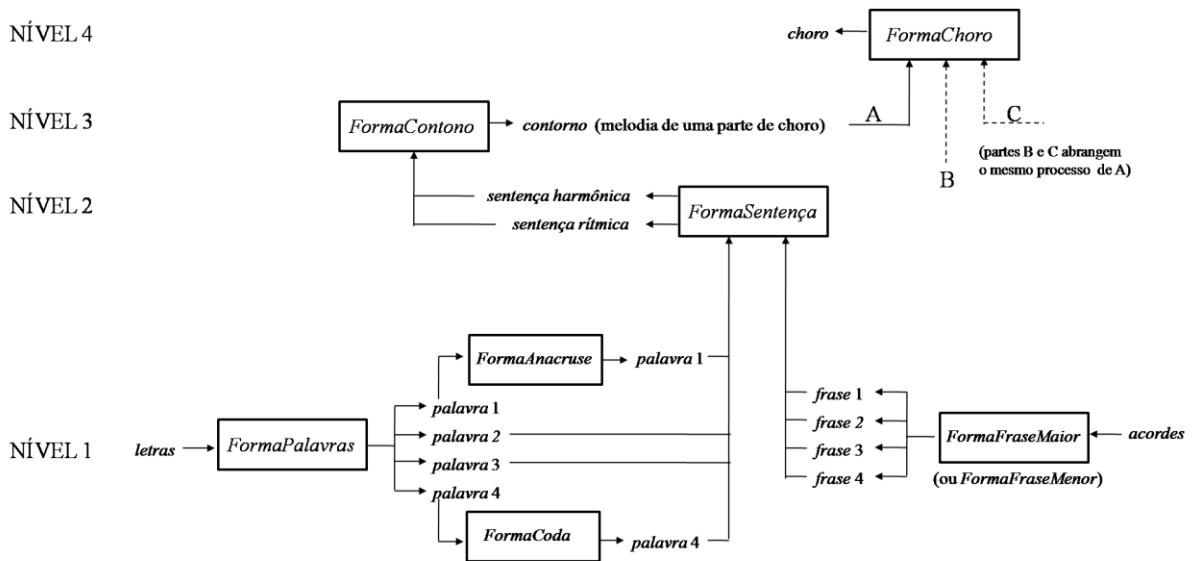 NÍVEL 4
choro
FormaChoro
NÍVEL 3
FormaContono
contorno (melodia de uma parte de choro)
A
C
(partes B e C abrangem
o mesmo processo de A)
B
NÍVEL 2
sentença harmônica
sentença rítmica
FormaSentença
FormaAnacruse
palavra 1
NÍVEL 1
letras
FormaPalavras
palavra 1
palavra 2
palavra 3
palavra 4
FormaCoda
palavra 4
frase 1
frase 2
frase 3
frase 4
FormaFraseMaior
(ou FormaFraseMenor)
acordes